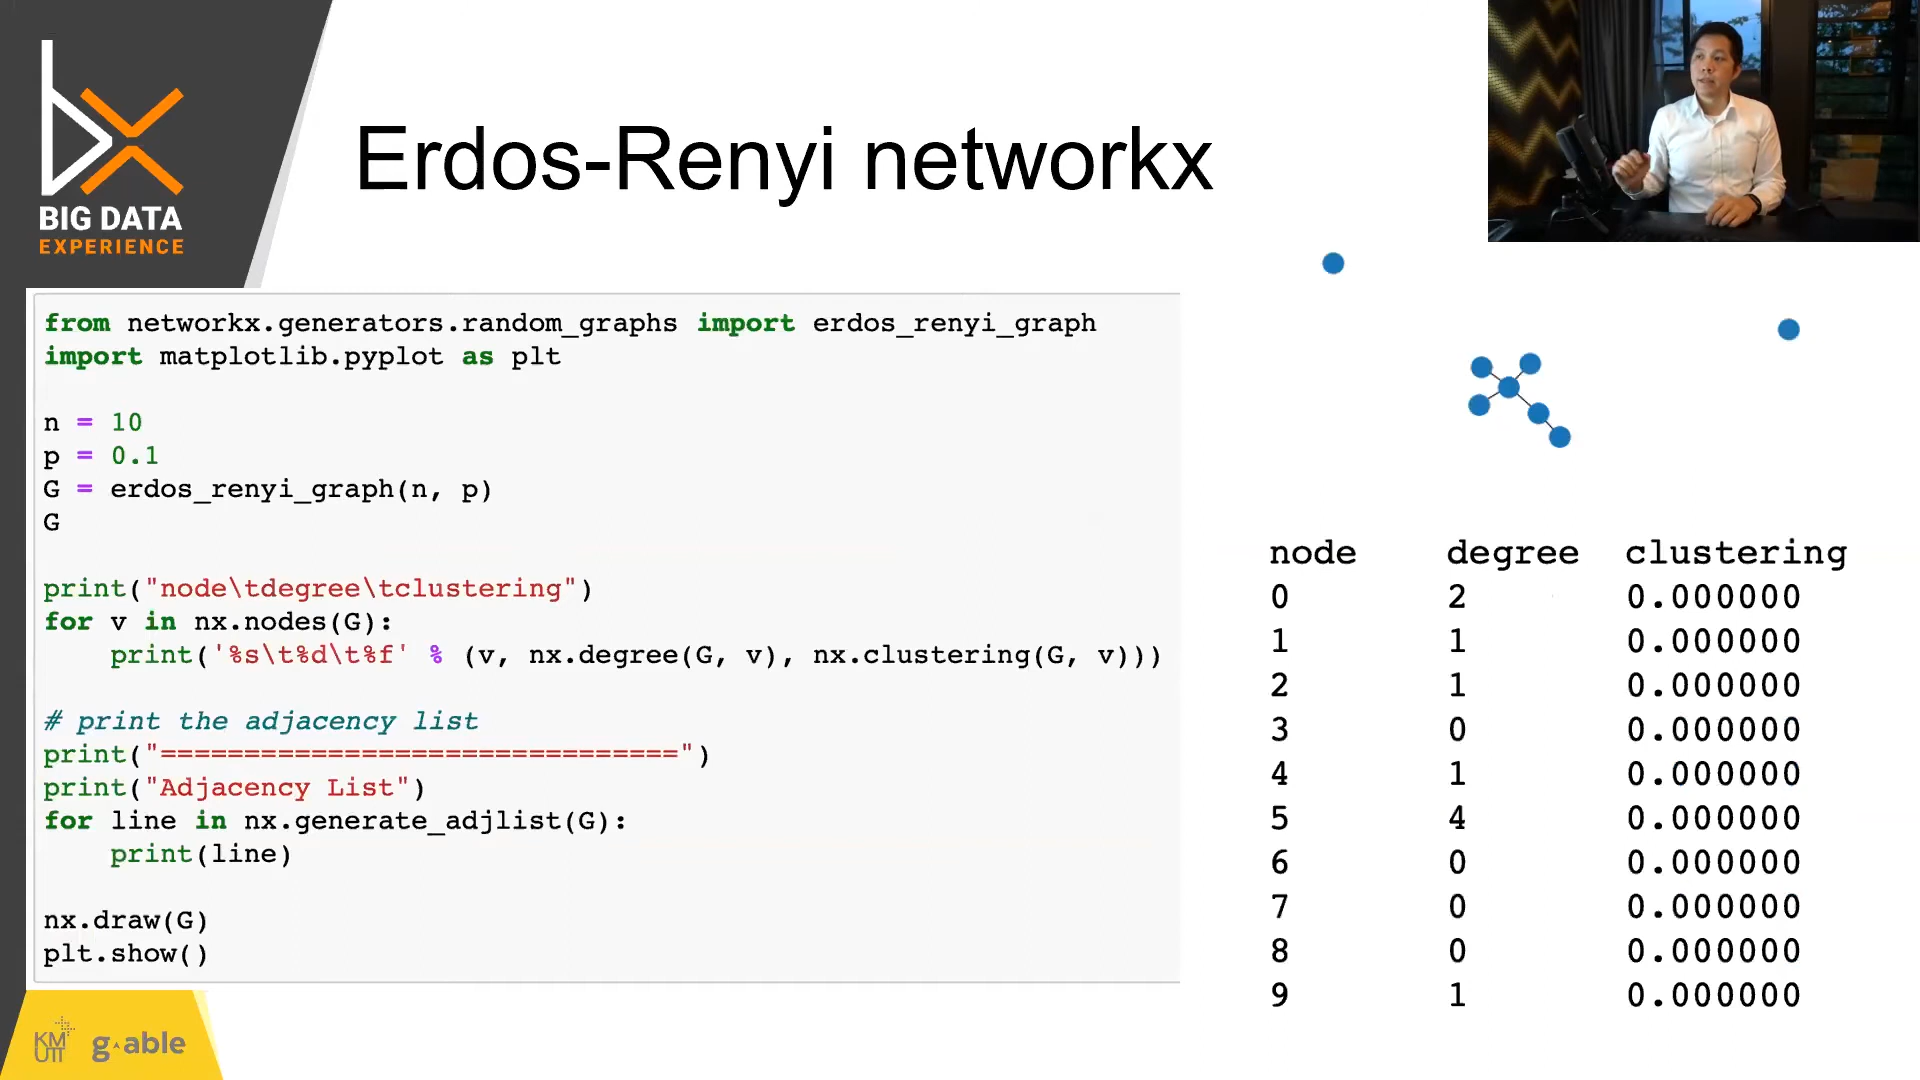 BIG DATA
EXPERIENCE
Erdos-Renyi networkx
from networkx.generators.random_graphs import erdos_renyi_graph
import matplotlib.pyplot as plt
n = 10
p = 0.1
G = erdos_renyi_graph(n, p)
G
print("node\tdegree\tclustering")
for v in nx.nodes(G):
    print('%s\t%d\t%f' % (v, nx.degree(G, v), nx.clustering(G, v)))
# print the adjacency list
print("===============================")
print("Adjacency List")
for line in nx.generate_adjlist(G):
    print(line)
nx.draw(G)
plt.show()
node degree clustering
0 2 0.000000
1 1 0.000000
2 1 0.000000
3 0 0.000000
4 1 0.000000
5 4 0.000000
6 0 0.000000
7 0 0.000000
8 0 0.000000
9 1 0.000000
KM
UTT
g-able